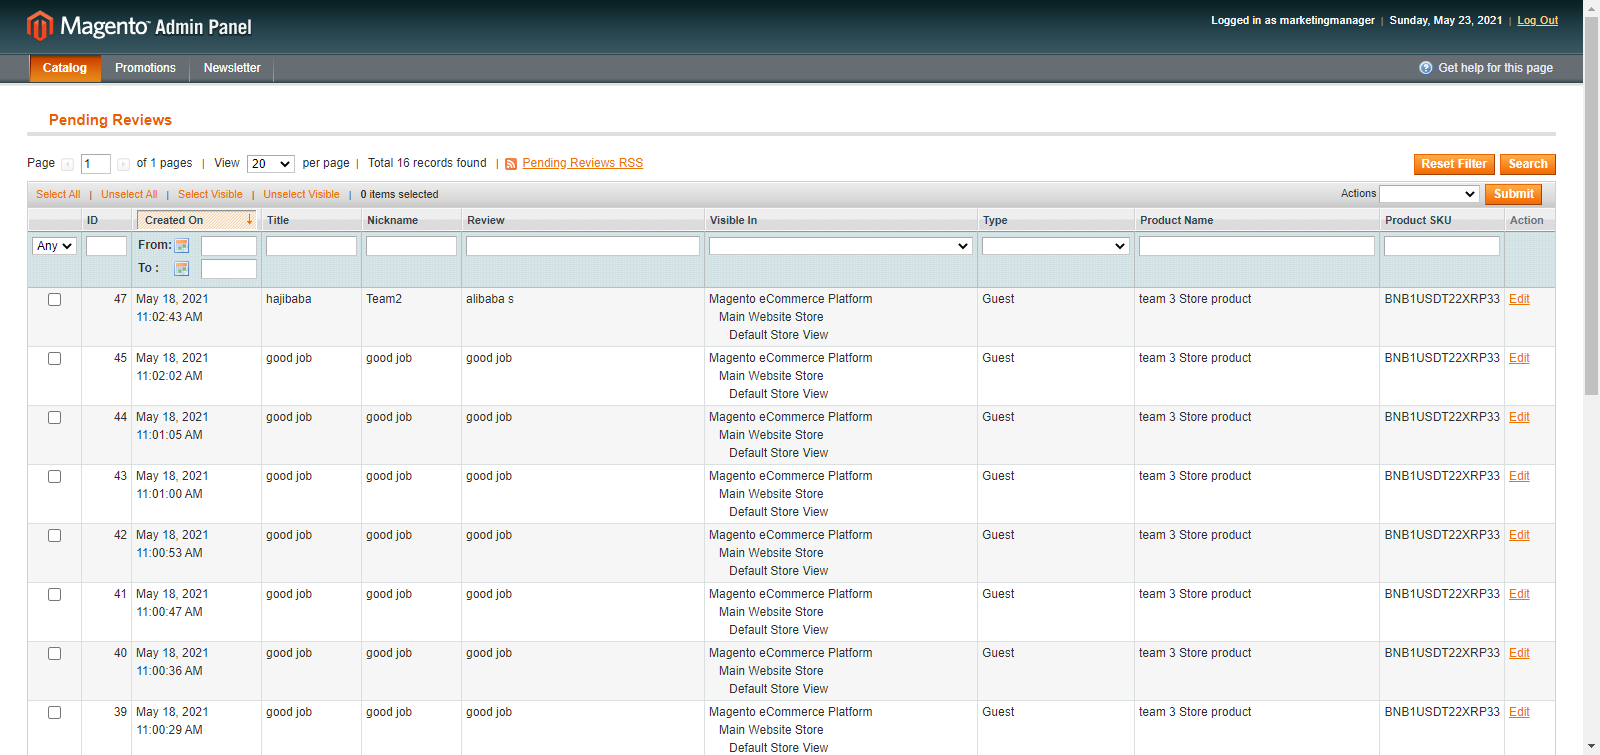 Magento™ Admin Panel
Logged in as marketingmanager | Sunday, May 23, 2021 | Log Out
Catalog Promotions Newsletter Get help for this page
Pending Reviews
Page 1 of 1 pages | View 20 per page | Total 16 records found | Pending Reviews RSS Reset Filter Search
Select All | Unselect All | Select Visible | Unselect Visible | 0 items selected Actions Submit
ID Created On Title Nickname Review Visible In Type Product Name Product SKU Action
Any From:
To :
47 May 18, 2021 hajibaba Team2 alibaba s Magento eCommerce Platform Guest team 3 Store product BNB1USDT22XRP33 Edit
11:02:43 AM Main Website Store
Default Store View
45 May 18, 2021 good job good job good job Magento eCommerce Platform Guest team 3 Store product BNB1USDT22XRP33 Edit
11:02:02 AM Main Website Store
Default Store View
44 May 18, 2021 good job good job good job Magento eCommerce Platform Guest team 3 Store product BNB1USDT22XRP33 Edit
11:01:05 AM Main Website Store
Default Store View
43 May 18, 2021 good job good job good job Magento eCommerce Platform Guest team 3 Store product BNB1USDT22XRP33 Edit
11:01:00 AM Main Website Store
Default Store View
42 May 18, 2021 good job good job good job Magento eCommerce Platform Guest team 3 Store product BNB1USDT22XRP33 Edit
11:00:53 AM Main Website Store
Default Store View
41 May 18, 2021 good job good job good job Magento eCommerce Platform Guest team 3 Store product BNB1USDT22XRP33 Edit
11:00:47 AM Main Website Store
Default Store View
40 May 18, 2021 good job good job good job Magento eCommerce Platform Guest team 3 Store product BNB1USDT22XRP33 Edit
11:00:36 AM Main Website Store
Default Store View
39 May 18, 2021 good job good job good job Magento eCommerce Platform Guest team 3 Store product BNB1USDT22XRP33 Edit
11:00:29 AM Main Website Store
Default Store View